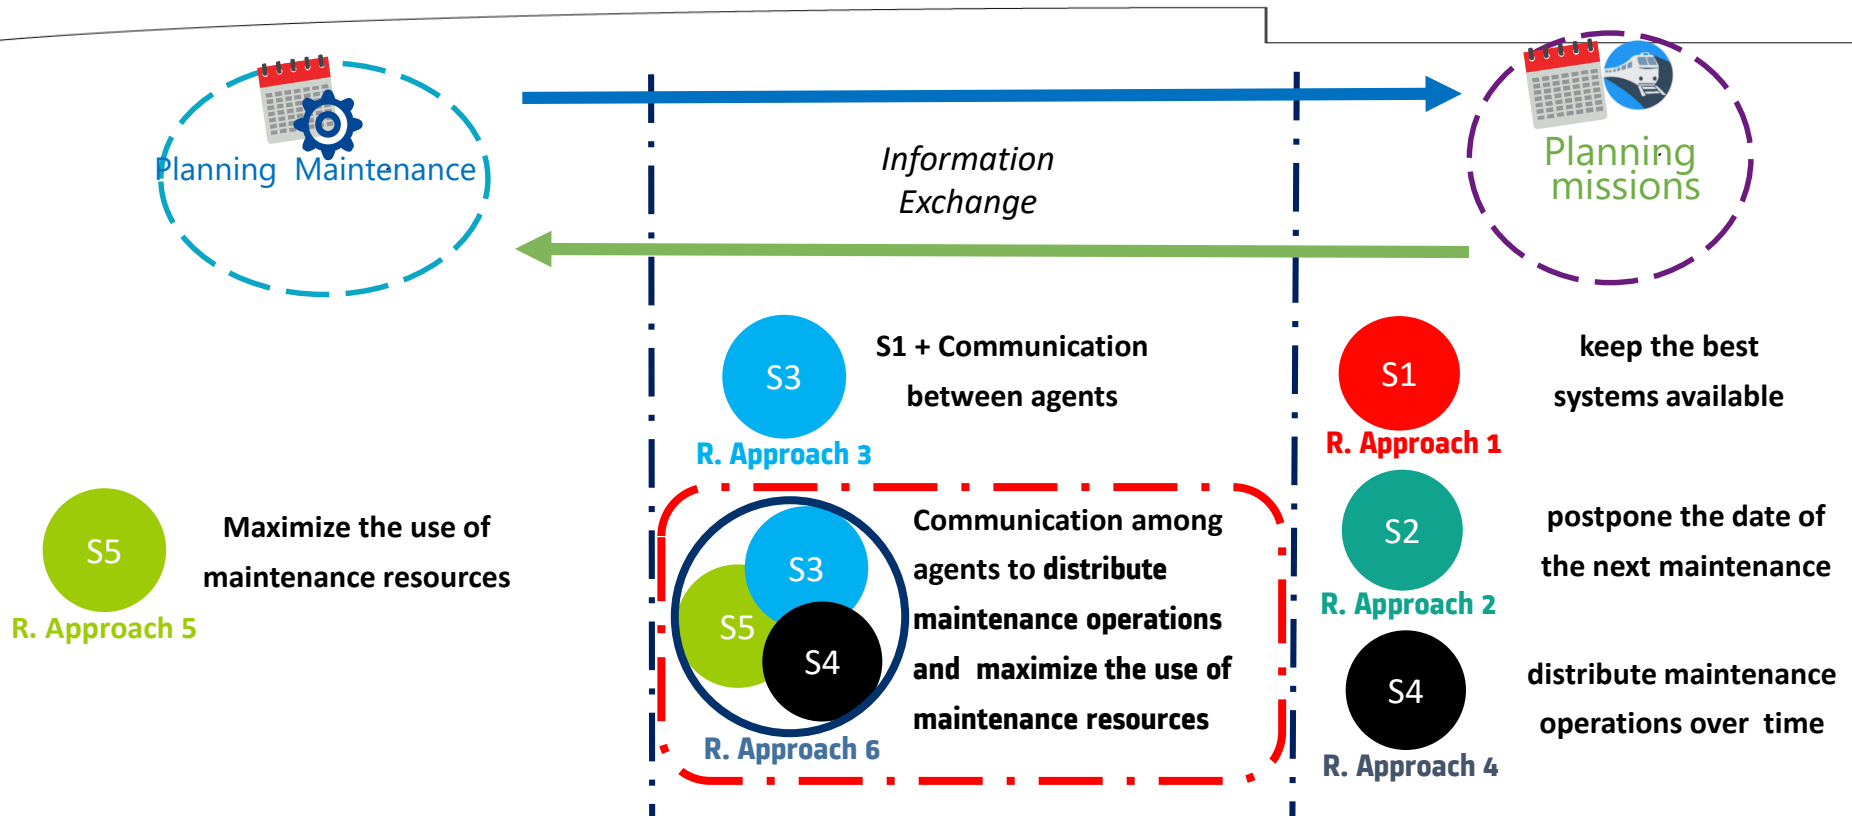 Planning Maintenance
Information
Exchange
Planning
missions
S3
S1 + Communication
between agents
R. Approach 3
S1
keep the best
systems available
R. Approach 1
S5
Maximize the use of
maintenance resources
R. Approach 5
S3
S5
S4
R. Approach 6
Communication among
agents to distribute
maintenance operations
and maximize the use of
maintenance resources
S2
postpone the date of
the next maintenance
R. Approach 2
S4
distribute maintenance
operations over time
R. Approach 4